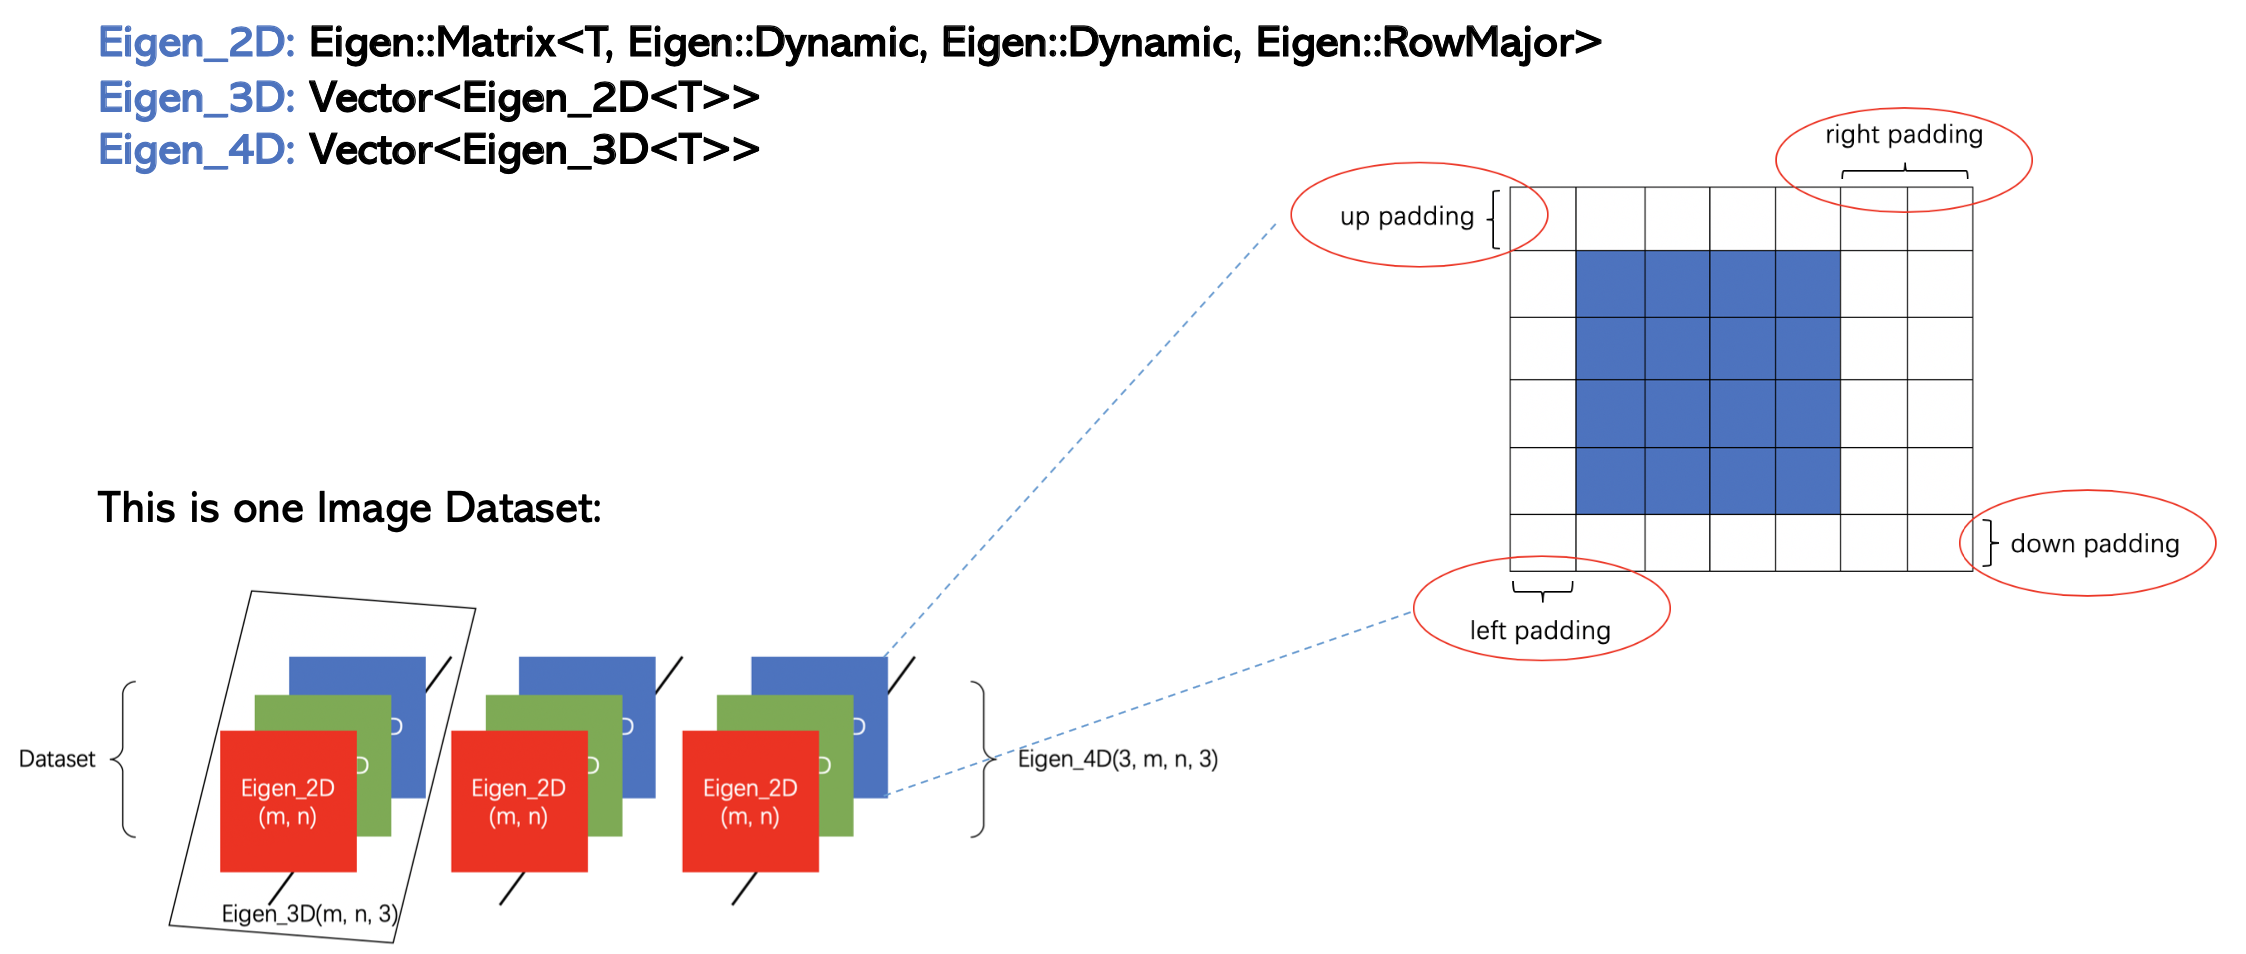 Eigen_2D: Eigen::Matrix<T, Eigen::Dynamic, Eigen::Dynamic, Eigen::RowMajor>
Eigen_3D: Vector<Eigen_2D<T>>
Eigen_4D: Vector<Eigen_3D<T>>
right padding
up padding
down padding
left padding
This is one Image Dataset:
Dataset
D
D
Eigen_2D
(m, n)
Eigen_3D(m, n, 3)
D
D
Eigen_2D
(m, n)
D
D
Eigen_2D
(m, n)
Eigen_4D(3, m, n, 3)